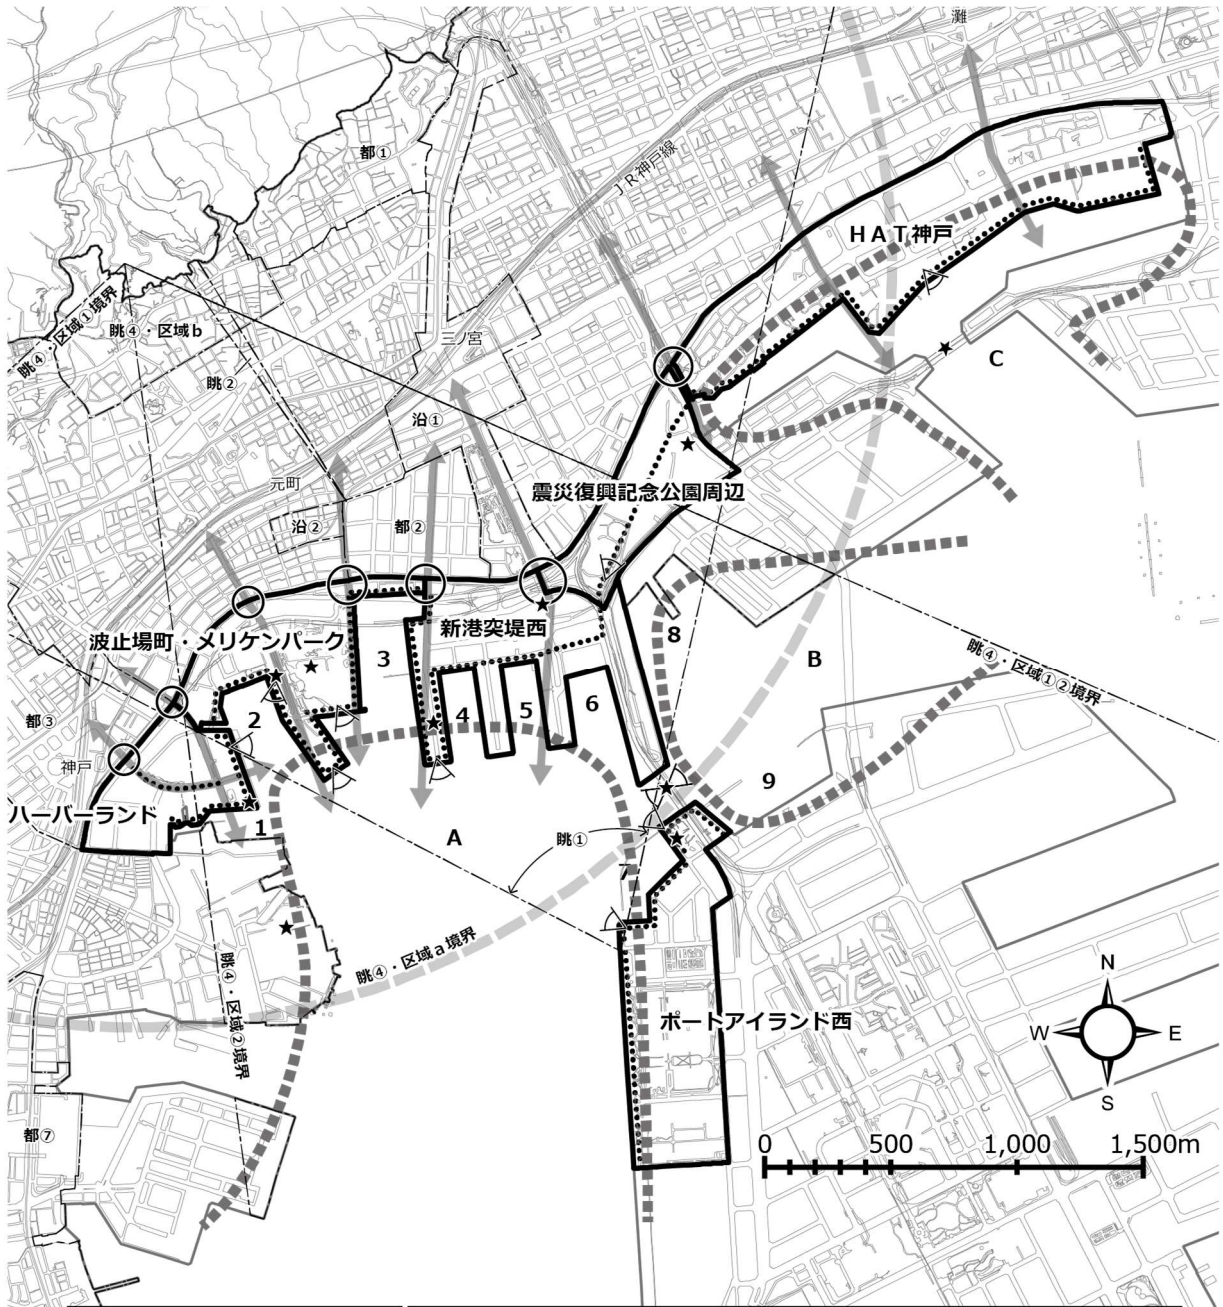 灘
都①
ＪＲ神戸線
ＨＡＴ神戸
眺④・区域①境界
眺④・区域ｂ
三ノ宮
眺②
C
沿①
元町
震災復興記念公園周辺
沿②
都②
波止場町・メリケンパーク
新港突堤西
8
3
B
眺④・区域①②境界
都③
2
4
5
6
神戸
9
ハーバーランド
1
A
眺①
7
眺④・区域ａ境界
眺④・区域②境界
ポートアイランド西
N
W
E
S
都⑦
0 500 1,000 1,500m